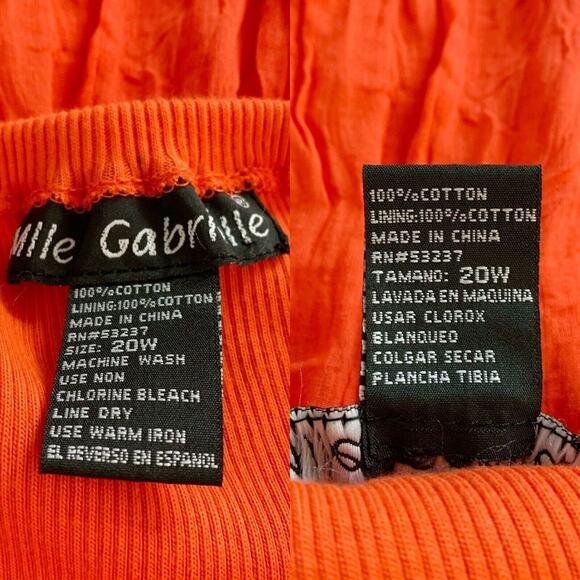 Mlle Gabrielle ®
100% COTTON
LINING:100% COTTON
MADE IN CHINA
RN#53237
SIZE: 20W
MACHINE WASH
USE NON
CHLORINE BLEACH
LINE DRY
USE WARM IRON
EL REVERSO EN ESPANOL
100% COTTON
LINING:100% COTTON
MADE IN CHINA
RN#53237
TAMANO: 20W
LAVADA EN MAQUINA
USAR CLOROX
BLANQUEO
COLGAR SECAR
PLANCHA TIBIA